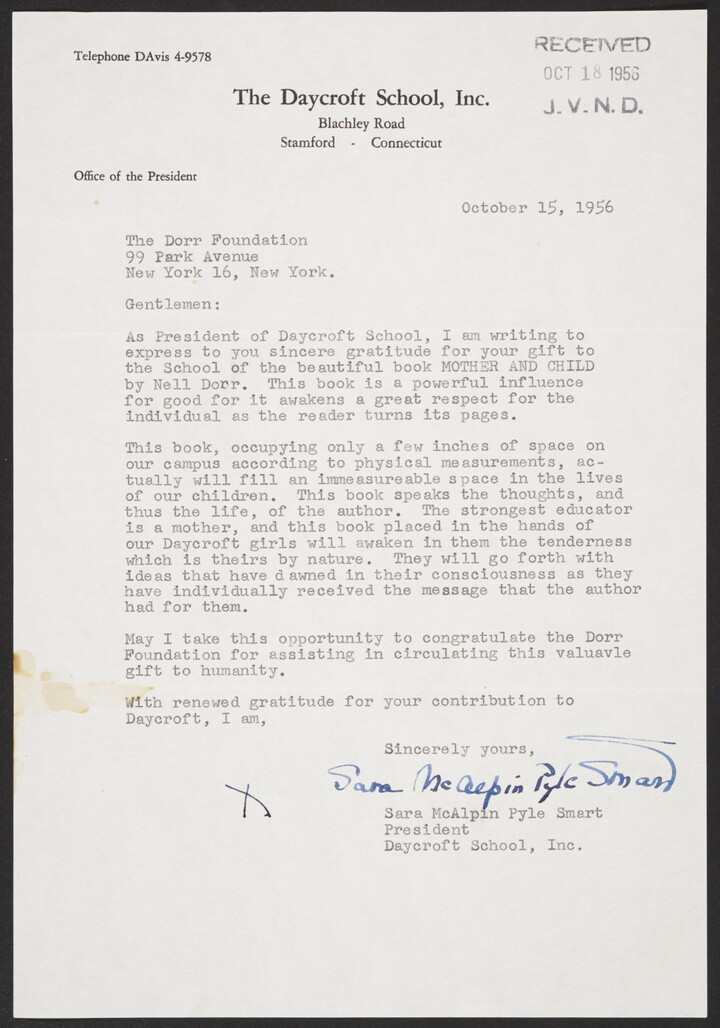 Telephone DAvis 4-9578
RECEIVED
OCT 18 1956
J.V.N.D.
The Daycroft School, Inc.
Blachley Road
Stamford - Connecticut
Office of the President
October 15, 1956
The Dorr Foundation
99 Park Avenue
New York 16, New York.
Gentlemen:
As President of Daycroft School, I am writing to
express to you sincere gratitude for your gift to
the School of the beautiful book MOTHER AND CHILD
by Nell Dorr. This book is a powerful influence
for good for it awakens a great respect for the
individual as the reader turns its pages.
This book, occupying only a few inches of space on
our campus according to physical measurements, ac-
tually will fill an immeasureable space in the lives
of our children. This book speaks the thoughts, and
thus the life, of the author. The strongest educator
is a mother, and this book placed in the hands of
our Daycroft girls will awaken in them the tenderness
which is theirs by nature. They will go forth with
ideas that have dawned in their consciousness as they
have individually received the message that the author
had for them.
May I take this opportunity to congratulate the Dorr
Foundation for assisting in circulating this valuavle
gift to humanity.
With renewed gratitude for your contribution to
Daycroft, I am,
Sincerely yours,
Sara McAlpin Pyle Smart
Sara McAlpin Pyle Smart
President
Daycroft School, Inc.